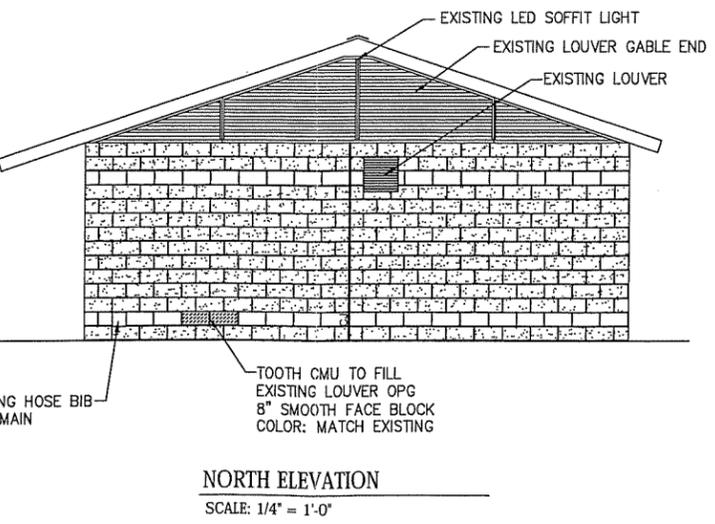 EXISTING LED SOFFIT LIGHT
EXISTING LOUVER GABLE END
EXISTING LOUVER
TOOTH CMU TO FILL
EXISTING LOUVER OPG
8" SMOOTH FACE BLOCK
COLOR: MATCH EXISTING
NG HOSE BIB
MAIN
NORTH ELEVATION
SCALE: 1/4" = 1'-0"